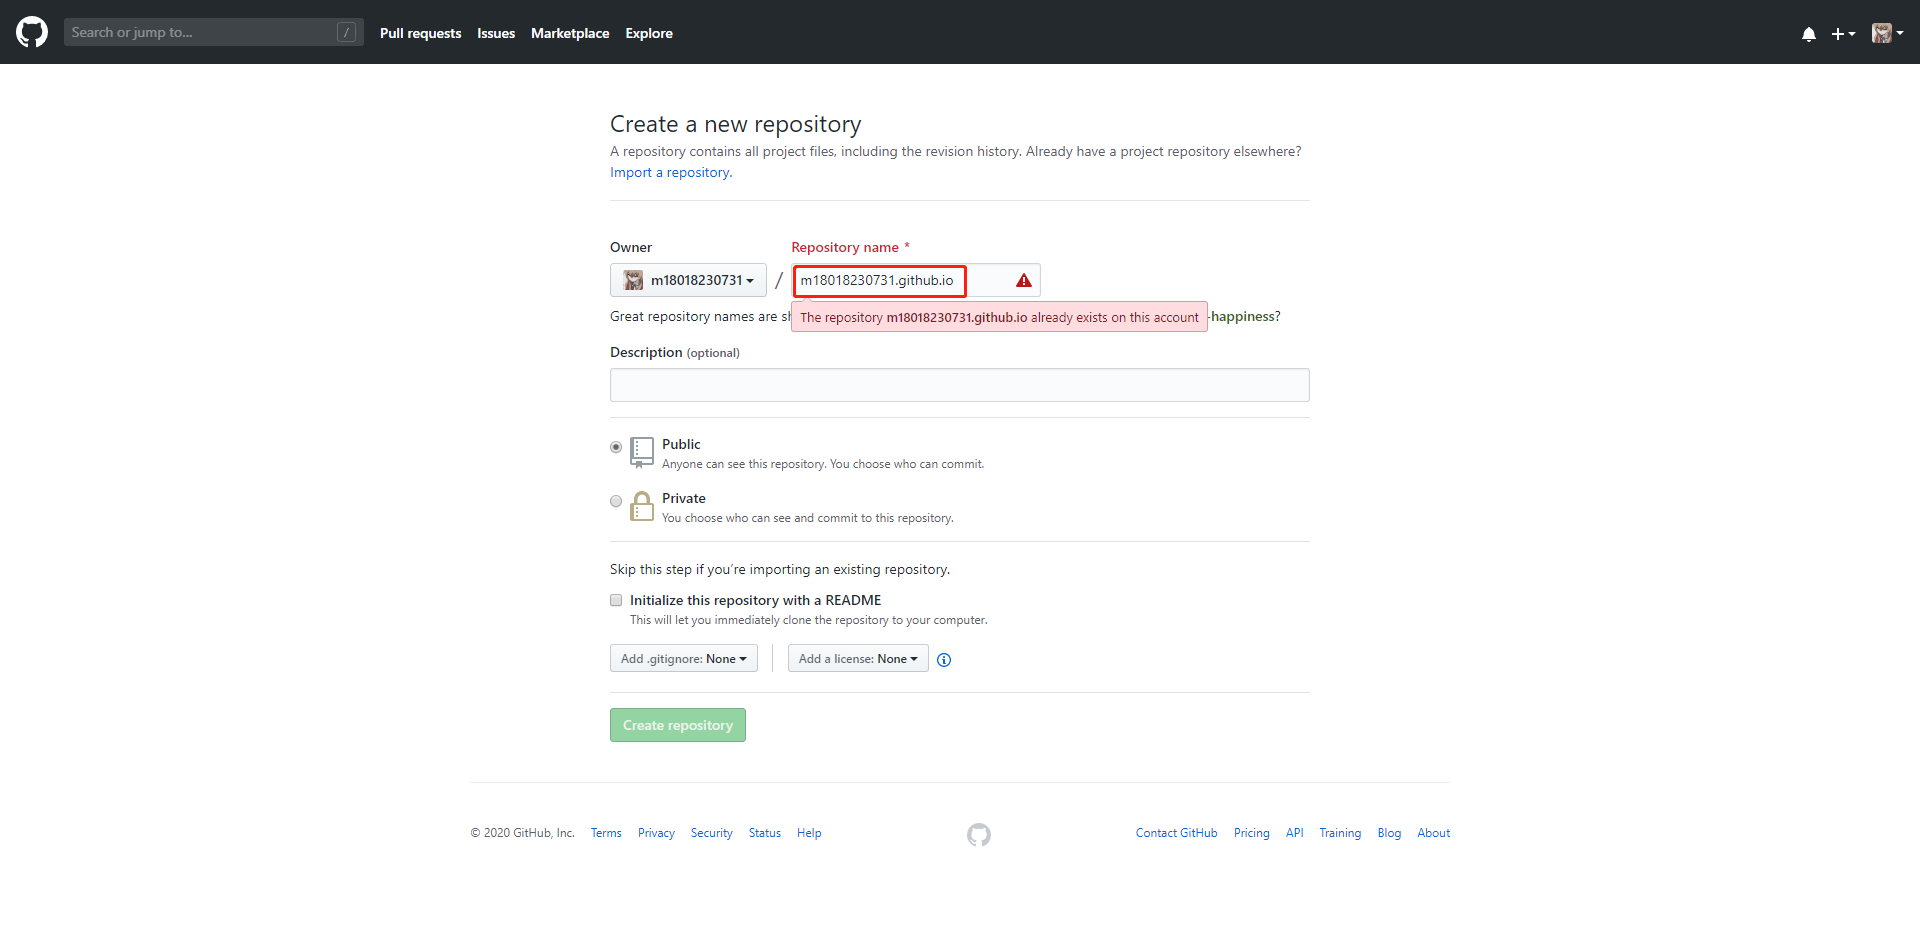 Search or jump to... /
Pull requests Issues Marketplace Explore
Create a new repository
A repository contains all project files, including the revision history. Already have a project repository elsewhere?
Import a repository.
Owner Repository name *
m18018230731 / m18018230731.github.io
Great repository names are sh
The repository m18018230731.github.io already exists on this account
-happiness?
Description (optional)
Public
Anyone can see this repository. You choose who can commit.
Private
You choose who can see and commit to this repository.
Skip this step if you’re importing an existing repository.
Initialize this repository with a README
This will let you immediately clone the repository to your computer.
Add .gitignore: None Add a license: None
Create repository
© 2020 GitHub, Inc. Terms Privacy Security Status Help Contact GitHub Pricing API Training Blog About